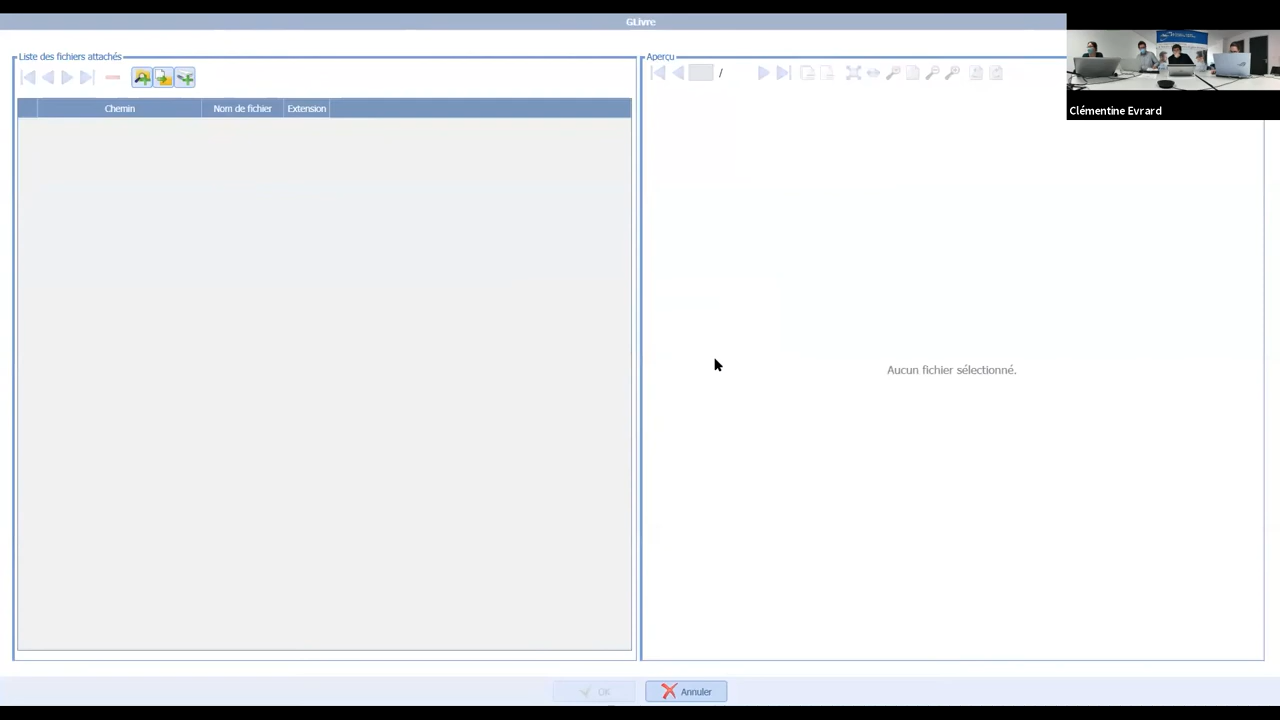 GLivre
Liste des fichiers attachés
Aperçu
/
Clémentine Evrard
Chemin Nom de fichier Extension
Aucun fichier sélectionné.
OK Annuler